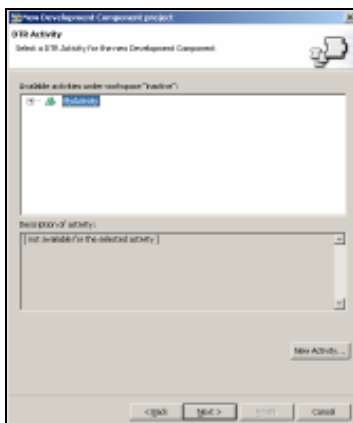 New Development Component project
DTR Activity
Select a DTR Activity for the new Development Component.
Available activities under workspace "inactive":
MyActivity
Description of activity:
[ not available for the selected activity ]
New Activity...
< Back
Next >
Finish
Cancel